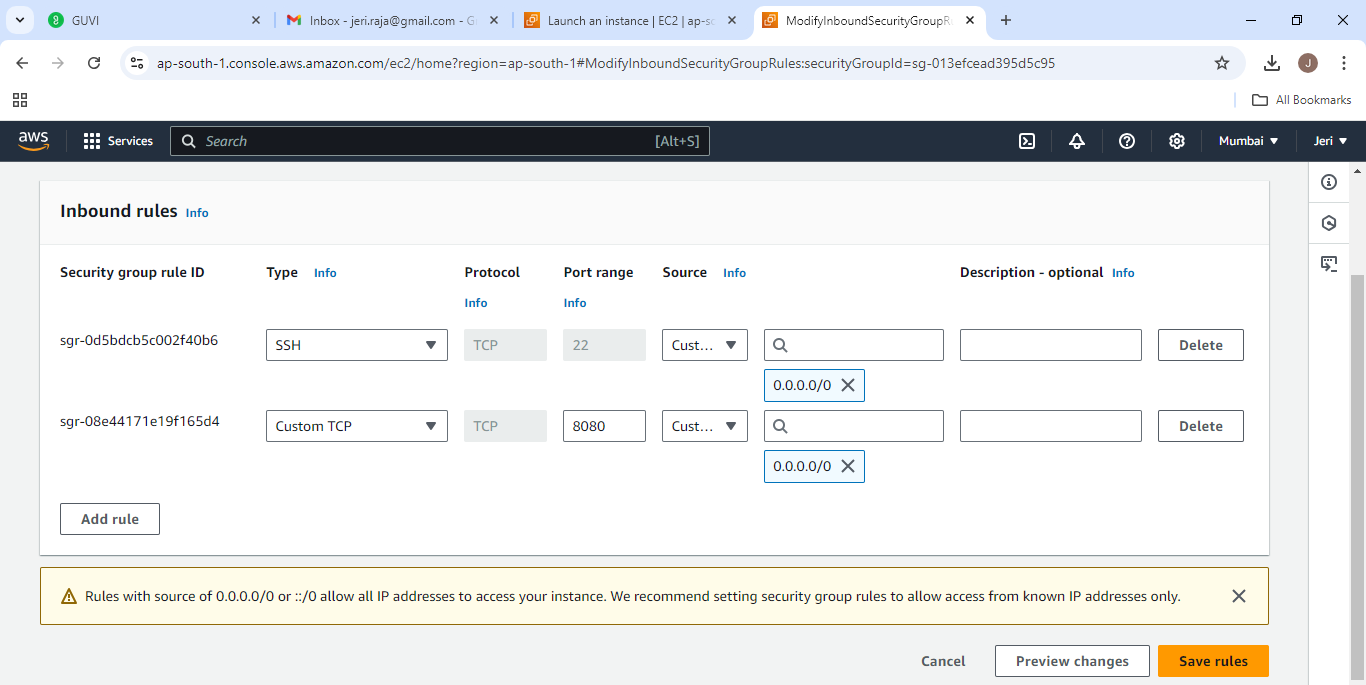 GUVI
Inbox - jeri.raja@gmail.com - G
Launch an instance | EC2 | ap-s
ModifyInboundSecurityGroupR
ap-south-1.console.aws.amazon.com/ec2/home?region=ap-south-1#ModifyInboundSecurityGroupRules:securityGroupId=sg-013efcead395d5c95
J
All Bookmarks
aws
Services
Search
[Alt+S]
Mumbai
Jeri
Inbound rules Info
Security group rule ID
Type Info
Protocol Info
Port range Info
Source Info
Description - optional Info
sgr-0d5bdcb5c002f40b6
SSH
TCP
22
Cust...
Delete
0.0.0.0/0
sgr-08e44171e19f165d4
Custom TCP
TCP
8080
Cust...
Delete
0.0.0.0/0
Add rule
Rules with source of 0.0.0.0/0 or ::/0 allow all IP addresses to access your instance. We recommend setting security group rules to allow access from known IP addresses only.
Cancel
Preview changes
Save rules